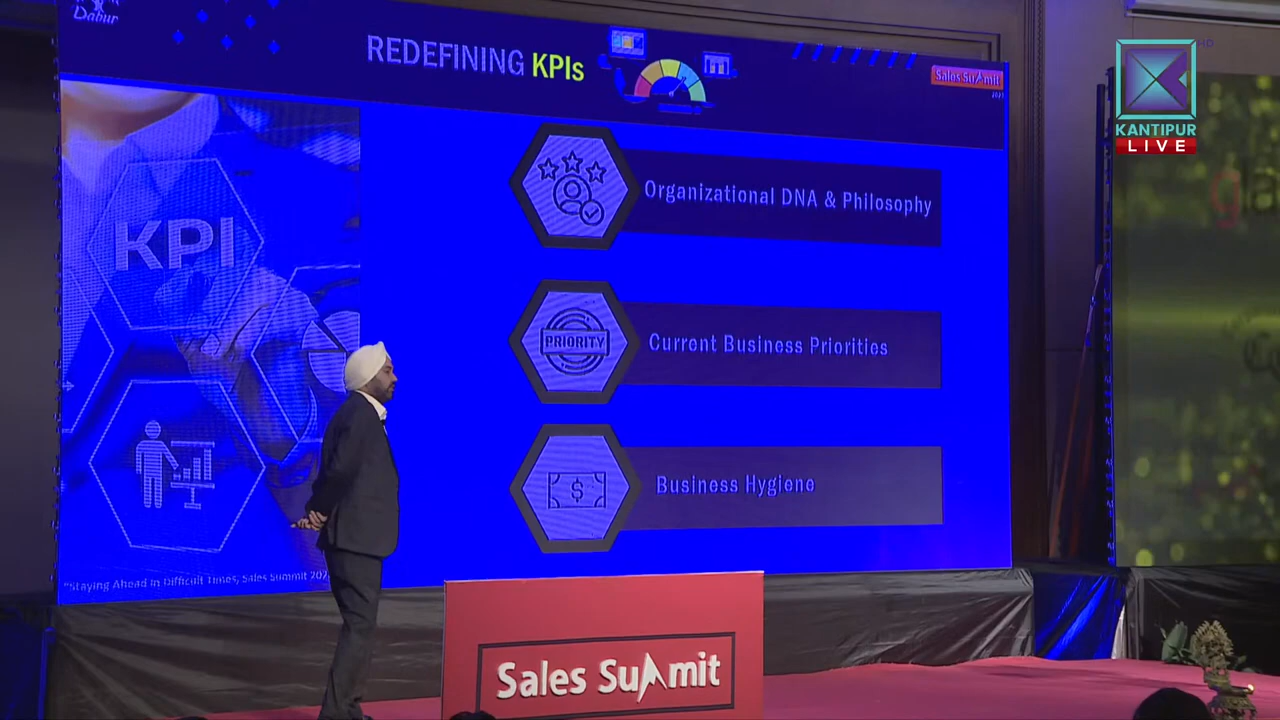 Dabur
REDEFINING KPIs
Sales Summit
HD
KANTIPUR
LIVE
KPI
Organizational DNA & Philosophy
PRIORITY
Current Business Priorities
$
Business Hygiene
"Staying Ahead In Difficult Times, Sales Summit
Sales Summit